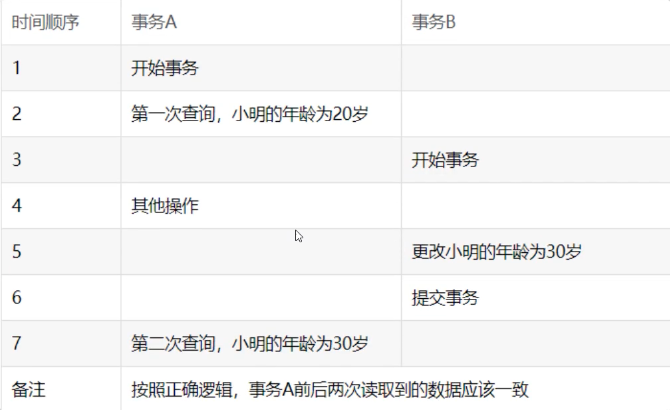 时间顺序 事务A 事务B
1 开始事务
2 第一次查询，小明的年龄为20岁
3 开始事务
4 其他操作
5 更改小明的年龄为30岁
6 提交事务
7 第二次查询，小明的年龄为30岁
备注 按照正确逻辑，事务A前后两次读取到的数据应该一致